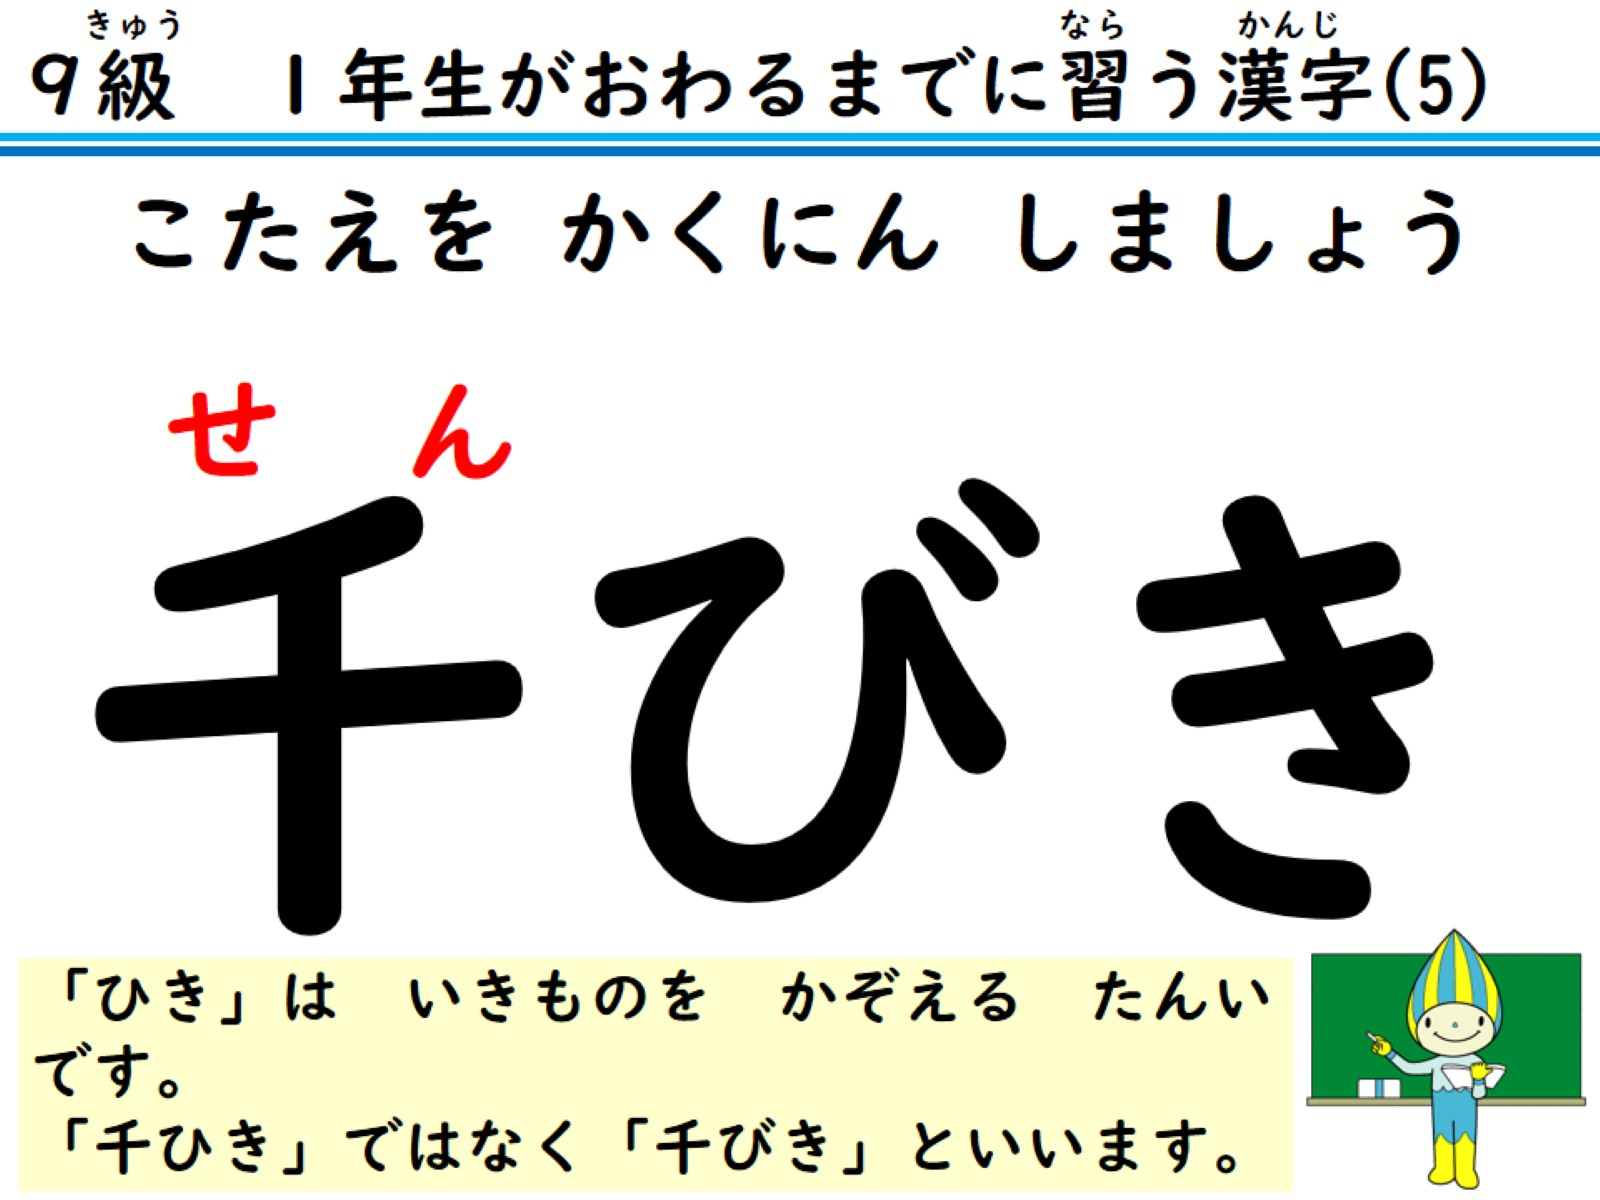 きゅう なら かんじ
9級 1年生がおわるまでに習う漢字(5)
こたえを かくにん しましょう
せん
千びき
「ひき」は いきものを かぞえる たんい
です。
「千ひき」ではなく「千びき」といいます。